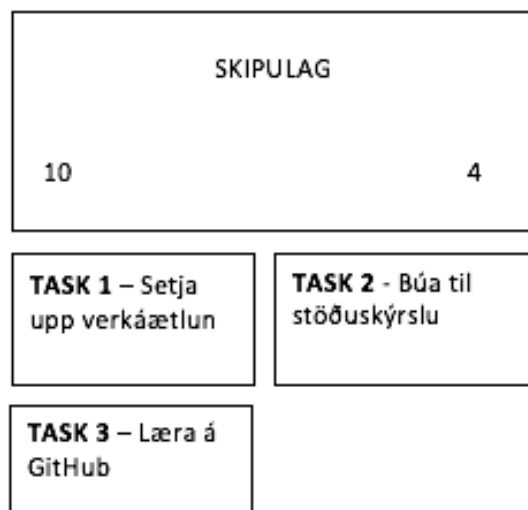 SKIPULAG
10 4
TASK 1 – Setja
upp verkáætlun
TASK 2 - Búa til
stöðuskýrslu
TASK 3 – Læra á
GitHub